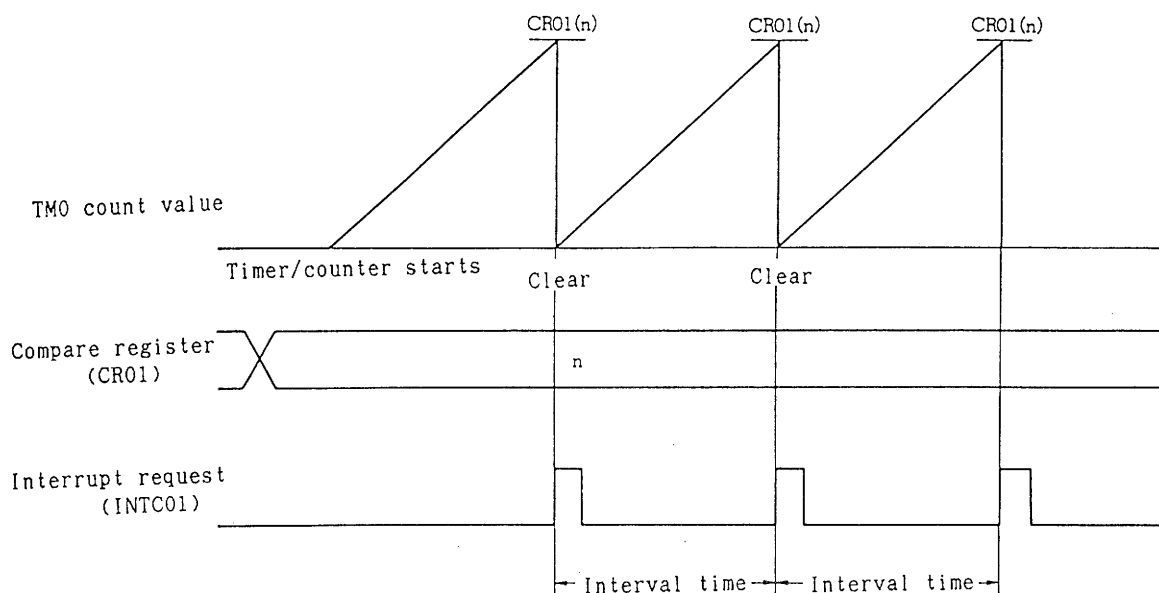 CR01(n) CR01(n) CR01(n)
TM0 count value
Timer/counter starts
Clear Clear
Compare register
(CR01)
n
Interrupt request
(INTC01)
Interval time Interval time